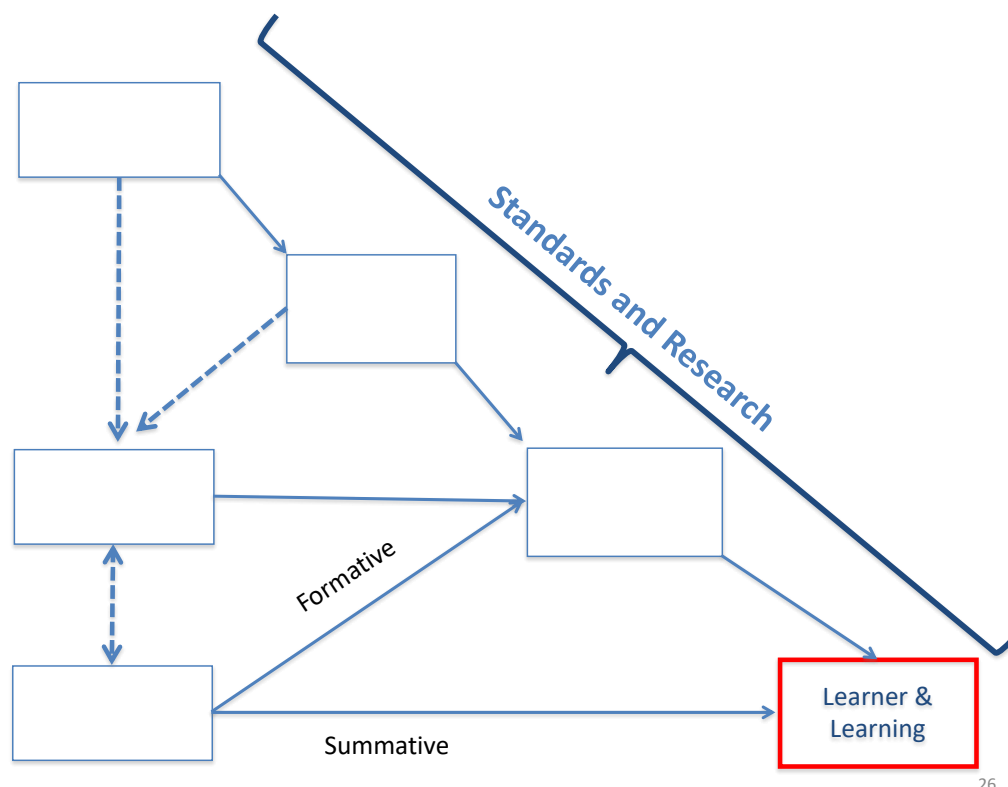 Standards and Research
Formative
Learner &
Learning
Summative
26